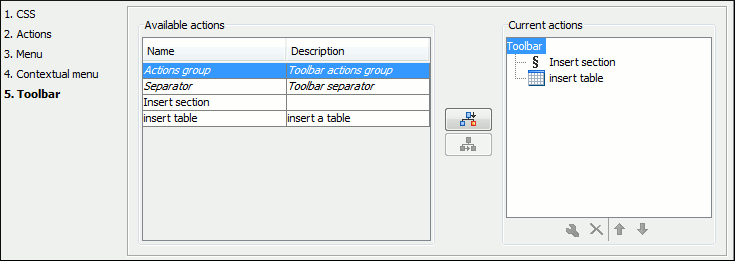 1. CSS
2. Actions
3. Menu
4. Contextual menu
5. Toolbar
Available actions
Name Description
Actions group Toolbar actions group
Separator Toolbar separator
Insert section
insert table insert a table
Current actions
Toolbar
§ Insert section
insert table